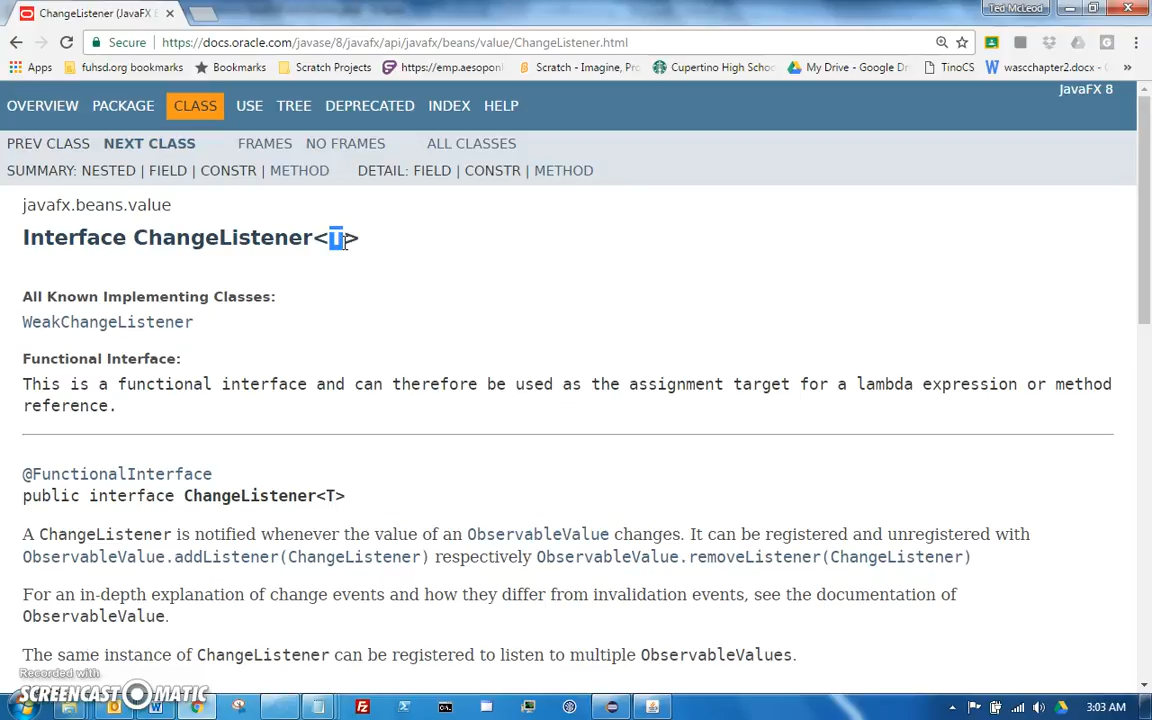 ChangeListener (JavaFX
Ted McLeod
Secure
https://docs.oracle.com/javase/8/javafx/api/javafx/beans/value/ChangeListener.html
Apps
fuhsd.org bookmarks
Bookmarks
Scratch Projects
https://emp.aesopon
Scratch - Imagine, Pr
Cupertino High Scho
My Drive - Google Dr
TinoCS
wascchapter2.docx
»
OVERVIEW PACKAGE CLASS USE TREE DEPRECATED INDEX HELP
JavaFX 8
PREV CLASS NEXT CLASS FRAMES NO FRAMES ALL CLASSES
SUMMARY: NESTED | FIELD | CONSTR | METHOD DETAIL: FIELD | CONSTR | METHOD
javafx.beans.value
Interface ChangeListener<T>
All Known Implementing Classes:
WeakChangeListener
Functional Interface:
This is a functional interface and can therefore be used as the assignment target for a lambda expression or method
reference.
@FunctionalInterface
public interface ChangeListener<T>
A ChangeListener is notified whenever the value of an ObservableValue changes. It can be registered and unregistered with
ObservableValue.addListener(ChangeListener) respectively ObservableValue.removeListener(ChangeListener)
For an in-depth explanation of change events and how they differ from invalidation events, see the documentation of
ObservableValue.
The same instance of ChangeListener can be registered to listen to multiple ObservableValues.
Recorded with
SCREENCAST-O-MATIC
3:03 AM